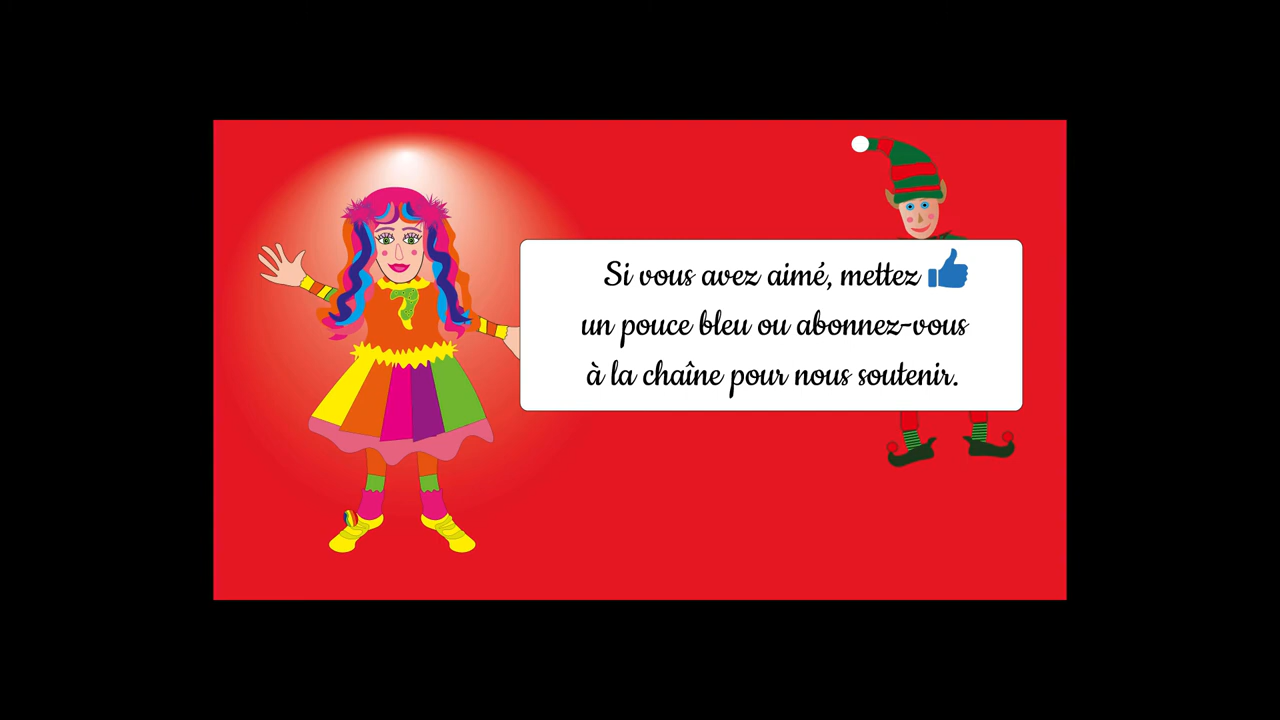 Si vous avez aimé, mettez
un pouce bleu ou abonnez-vous
à la chaîne pour nous soutenir.